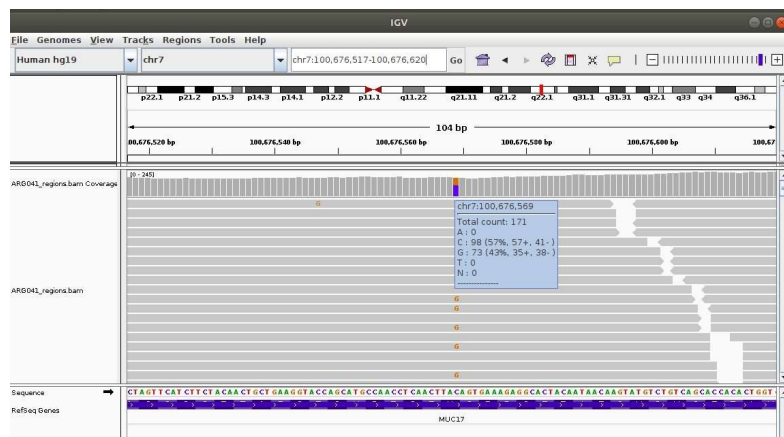 IGV
File Genomes View Tracks Regions Tools Help
Human hg19 chr7 chr7:100,676,517-100,676,620 Go
p22.1 p21.2 p15.3 p14.3 p14.1 p12.2 p11.1 q11.22 q21.11 q21.2 q22.1 q31.1 q31.31 q32.1 q33 q34 q36.1
104 bp
00,676,520 bp 100,676,540 bp 100,676,560 bp 100,676,580 bp 100,676,600 bp 100,67
[0 - 245]
ARG041_regions.bam Coverage
G
chr7:100,676,569
Total count: 171
A : 0
C : 98 (57%, 57+, 41- )
G : 73 (43%, 35+, 38- )
T : 0
N : 0
---------------
ARG041_regions.bam
G
G
G
G
G
Sequence
CTAGTTCATCTTCTACAACTGCTGAAGGTACCAGCATGCCAACCTCAACTTACAGTGAAAGAGGCACTACAATAACAAGTATGTCTGTCAGCACCACACTGGT
RefSeq Genes
MUC17